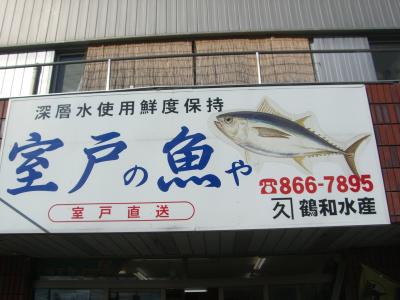 深層水使用鮮度保持
室戸の魚や
室戸直送
☎866-7895
久 鶴和水産